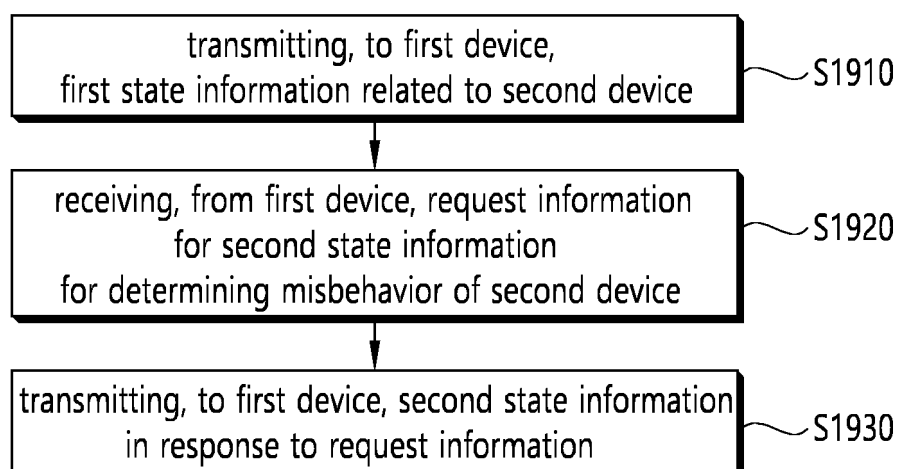 transmitting, to first device,
first state information related to second device
S1910
receiving, from first device, request information
for second state information
for determining misbehavior of second device
S1920
transmitting, to first device, second state information
in response to request information
S1930